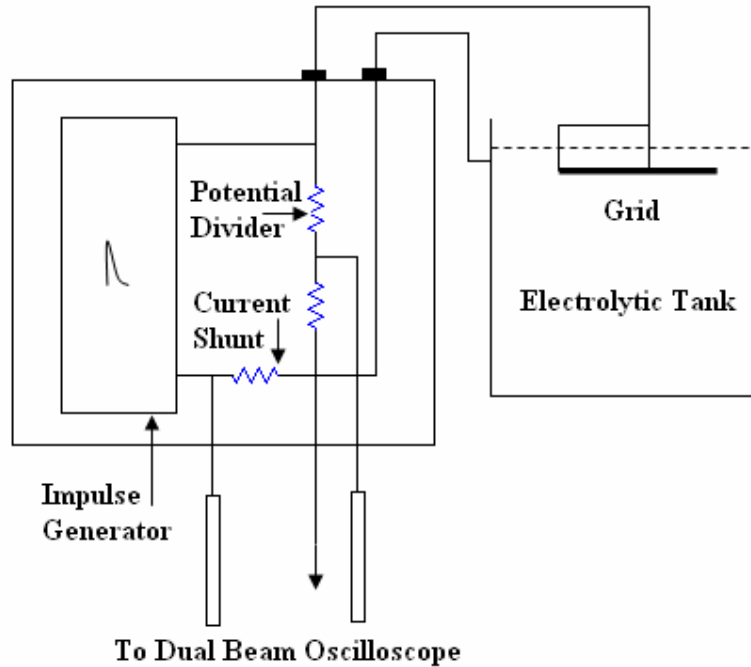 Potential
Divider
Grid
Current
Shunt
Electrolytic Tank
Impulse
Generator
To Dual Beam Oscilloscope